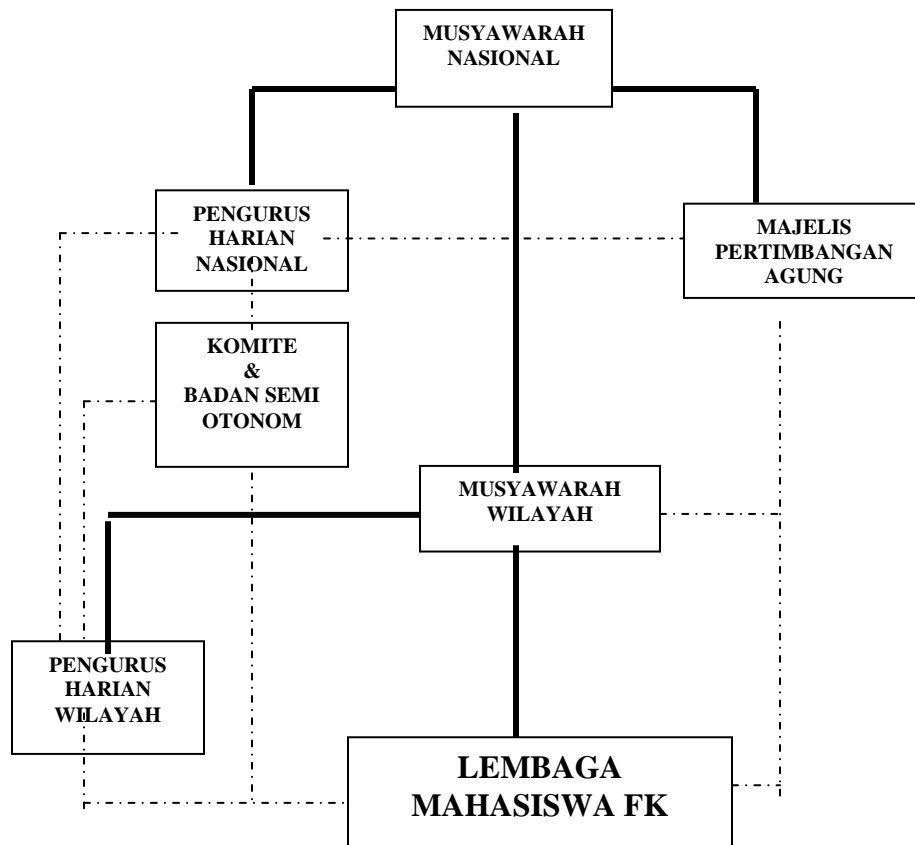 MUSYAWARAH
NASIONAL
PENGURUS
HARIAN
NASIONAL
MAJELIS
PERTIMBANGAN
AGUNG
KOMITE
&
BADAN SEMI
OTONOM
MUSYAWARAH
WILAYAH
PENGURUS
HARIAN
WILAYAH
LEMBAGA
MAHASISWA FK